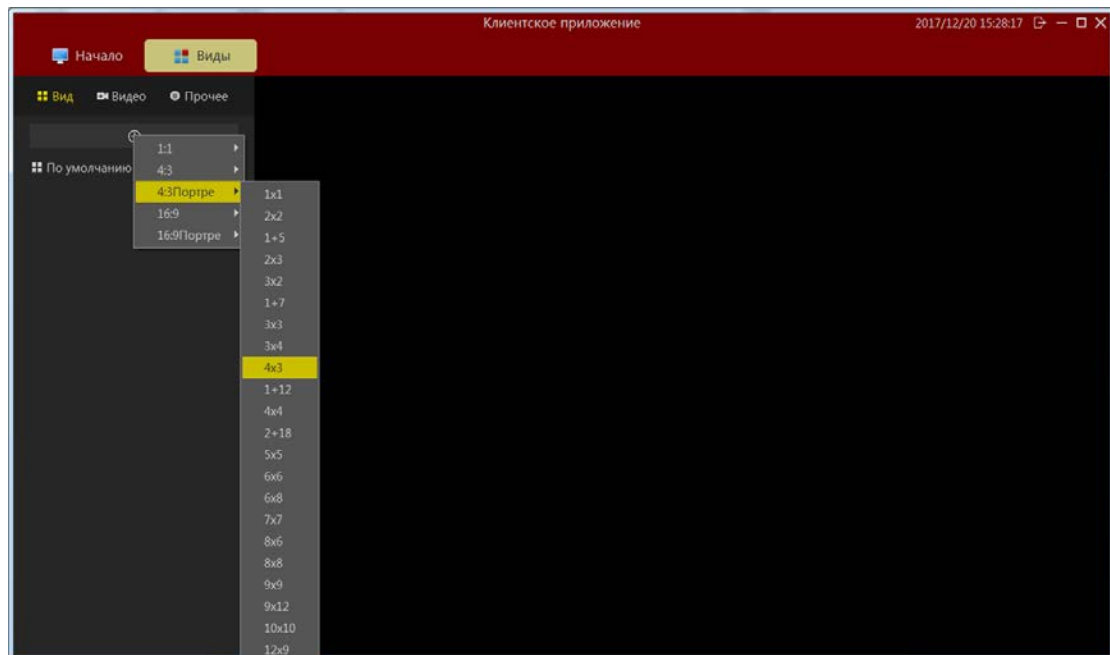 Клиентское приложение
2017/12/20 15:28:17
Начало
Виды
Вид
Видео
Прочее
По умолчанию
1:1
4:3
4:3Портре
16:9
16:9Портре
1x1
2x2
1+5
2x3
3x2
1+7
3x3
3x4
4x3
1+12
4x4
2+18
5x5
6x6
6x8
7x7
8x6
8x8
9x9
9x12
10x10
12x9